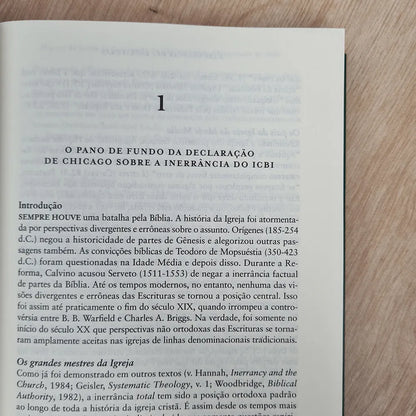 1
O PANO DE FUNDO DA DECLARAÇÃO
DE CHICAGO SOBRE A INERRÂNCIA DO ICBI
Introdução
SEMPRE HOUVE uma batalha pela Bíblia. A história da Igreja foi atormenta-
da por perspectivas divergentes e errôneas sobre o assunto. Orígenes (185-254
d.C.) negou a historicidade de partes de Gênesis e alegorizou outras passa-
gens também. As convicções bíblicas de Teodoro de Mopsuéstia (350-423
d.C.) foram questionadas na Idade Média e depois disso. Durante a Re-
forma, Calvino acusou Serveto (1511-1553) de negar a inerrância factual
de partes da Bíblia. Até os tempos modernos, no entanto, nenhuma das vi-
sões divergentes e errôneas das Escrituras se tornou a posição central. Isso
foi assim até praticamente o fim do século XIX, quando irrompeu a contro-
vérsia entre B. B. Warfield e Charles A. Briggs. Na verdade, foi somente no
início do século XX que perspectivas não ortodoxas das Escrituras se torna-
ram amplamente aceitas nas igrejas de linhas denominacionais tradicionais.
Os grandes mestres da Igreja
Como já foi demonstrado em outros textos (v. Hannah, Inerrancy and the
Church, 1984; Geisler, Systematic Theology, v. 1; Woodbridge, Biblical
Authority, 1982), a inerrância total tem sido a posição ortodoxa padrão
ao longo de toda a história da igreja cristã. É assim desde os tempos mais